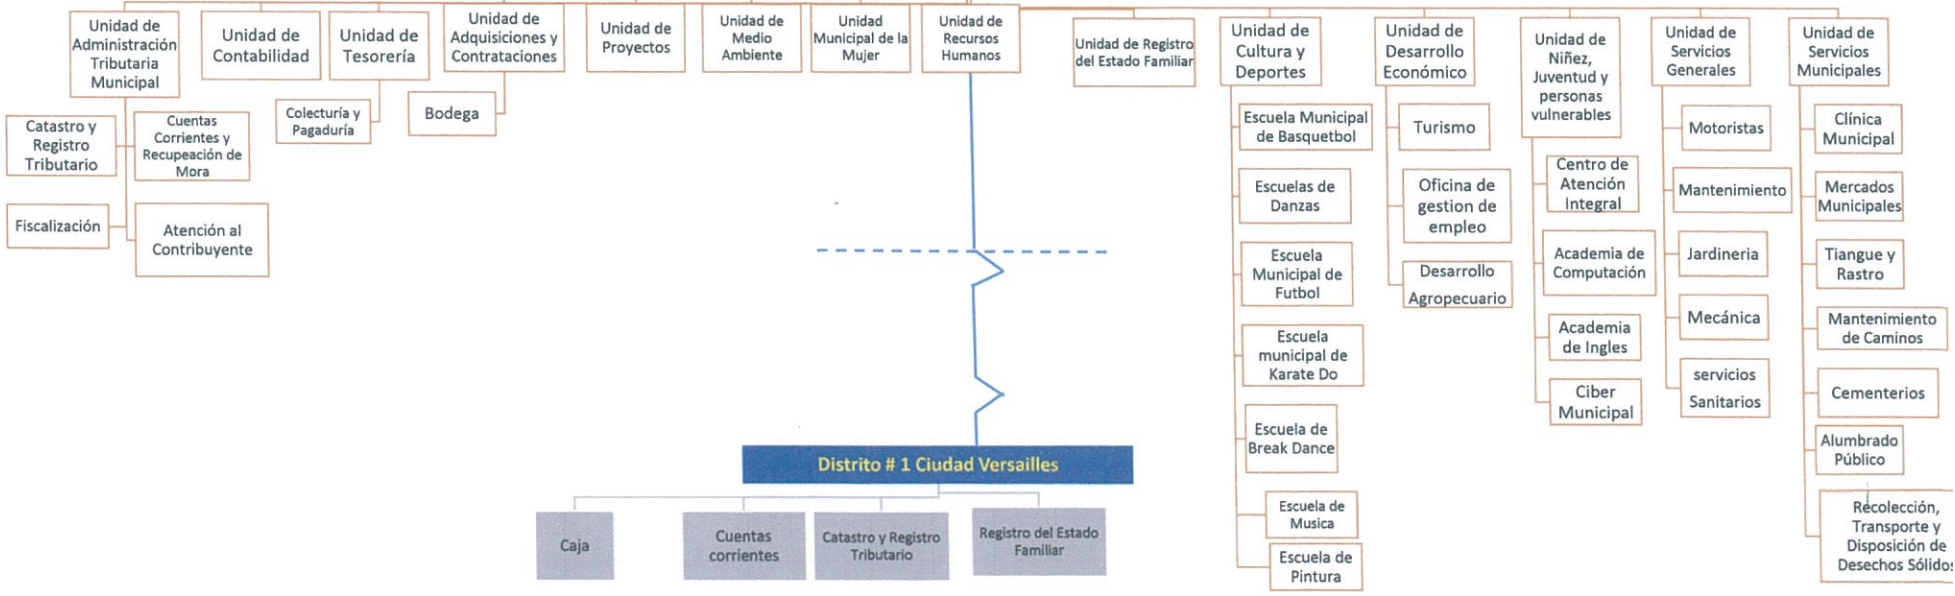 Unidad de
Administración
Tributaria
Municipal
Unidad de
Contabilidad
Unidad de
Tesorería
Unidad de
Adquisiciones y
Contrataciones
Unidad de
Proyectos
Unidad de
Medio
Ambiente
Unidad
Municipal de la
Mujer
Unidad de
Recursos
Humanos
Unidad de Registro
del Estado Familiar
Unidad de
Cultura y
Deportes
Unidad de
Desarrollo
Económico
Unidad de
Niñez,
Juventud y
personas
vulnerables
Unidad de
Servicios
Generales
Unidad de
Servicios
Municipales
Catastro y
Registro
Tributario
Cuentas
Corrientes y
Recupeación de
Mora
Fiscalización
Atención al
Contribuyente
Colecturía y
Pagaduría
Bodega
Escuela Municipal
de Basquetbol
Escuelas de
Danzas
Escuela
Municipal de
Futbol
Escuela
municipal de
Karate Do
Escuela de
Break Dance
Escuela de
Musica
Escuela de
Pintura
Turismo
Oficina de
gestion de
empleo
Desarrollo
Agropecuario
Centro de
Atención
Integral
Academia de
Computación
Academia
de Ingles
Ciber
Municipal
Motoristas
Mantenimiento
Jardineria
Mecánica
servicios
Sanitarios
Clínica
Municipal
Mercados
Municipales
Tiangue y
Rastro
Mantenimiento
de Caminos
Cementerios
Alumbrado
Público
Recolección,
Transporte y
Disposición de
Desechos Sólidos
Distrito # 1 Ciudad Versailles
Caja
Cuentas
corrientes
Catastro y Registro
Tributario
Registro del Estado
Familiar